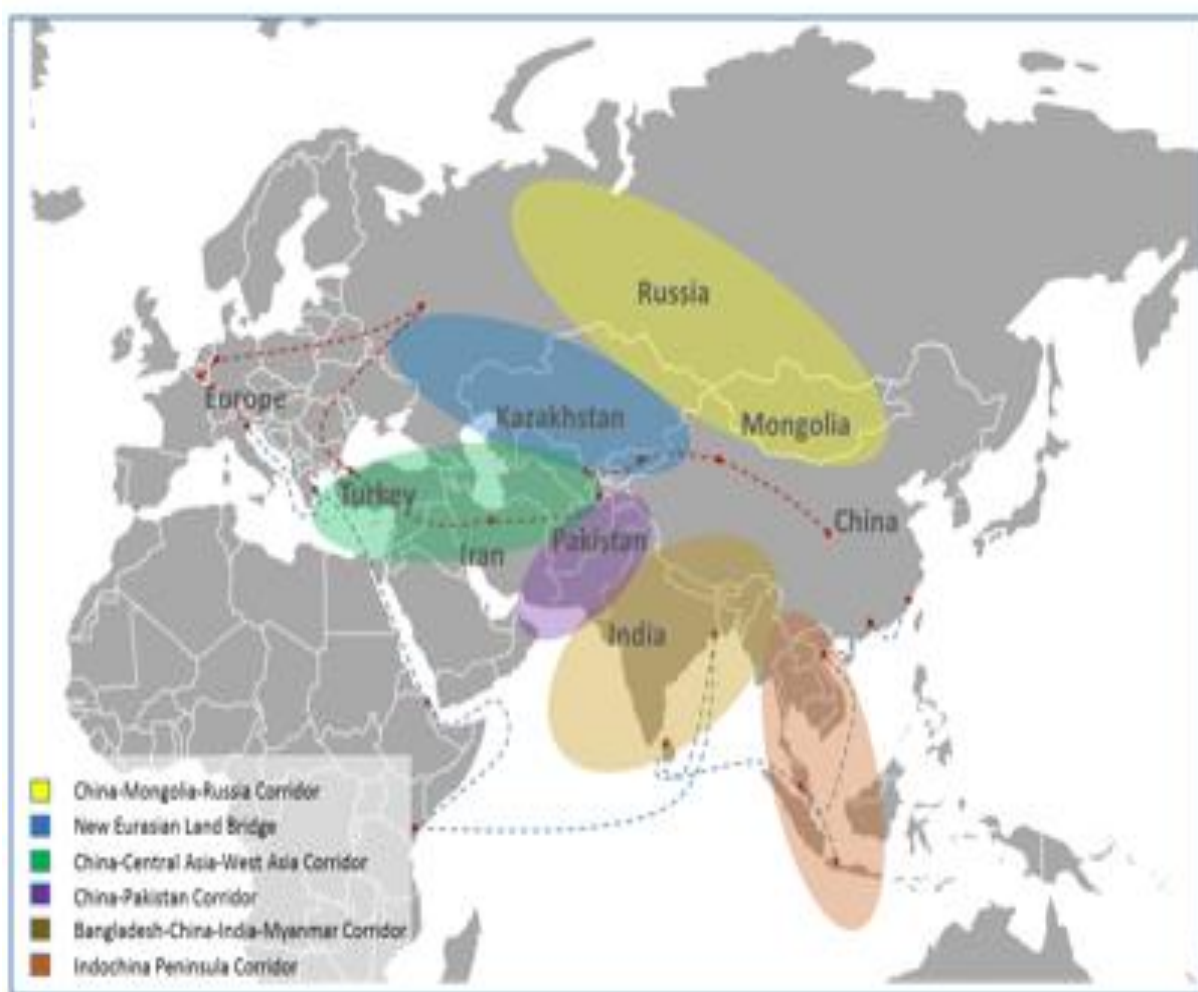 Russia
Europe
Kazakhstan
Mongolia
Turkey
China
Iran
Pakistan
India
China-Mongolia-Russia Corridor
New Eurasian Land Bridge
China-Central Asia-West Asia Corridor
China-Pakistan Corridor
Bangladesh-China-India-Myanmar Corridor
Indochina Peninsula Corridor